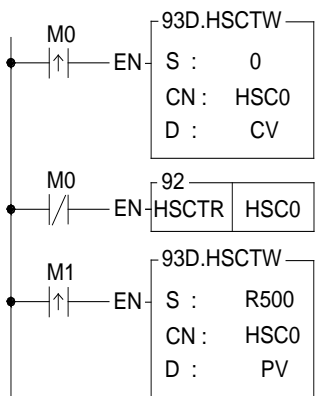 93D.HSCTW
M0
↑
EN
S : 0
CN : HSC0
D : CV
M0
92
EN
HSCTR HSC0
93D.HSCTW
M1
↑
EN
S : R500
CN : HSC0
D : PV